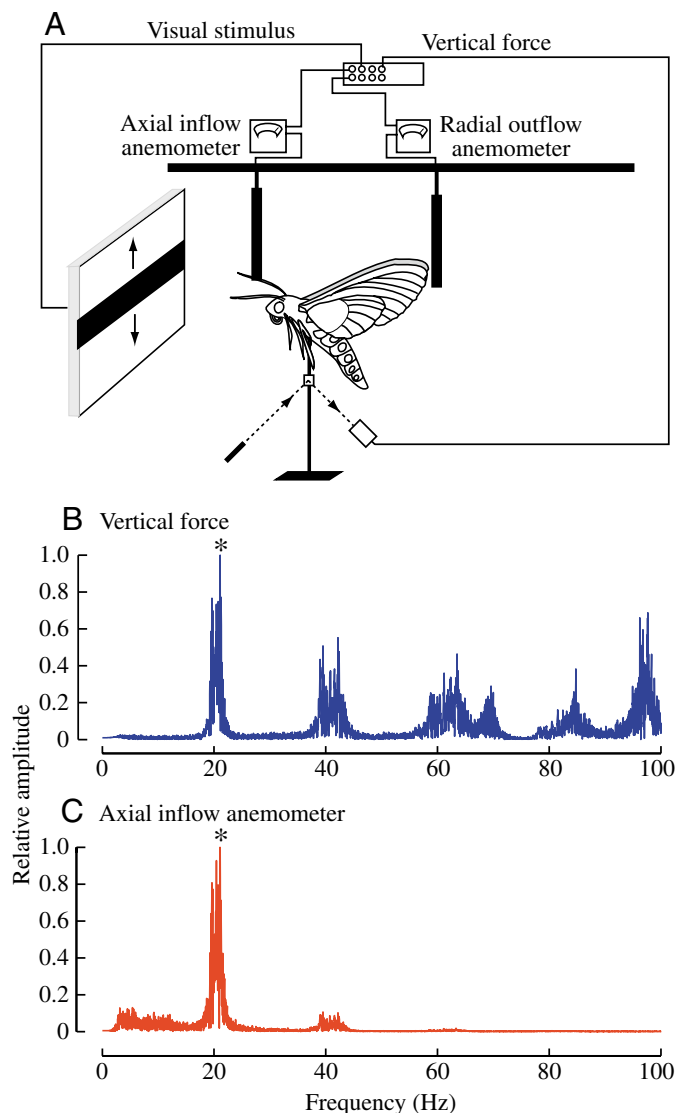 A
Visual stimulus
Vertical force
Axial inflow
anemometer
Radial outflow
anemometer
B Vertical force
*
1.0
0.8
0.6
0.4
0.2
0
0 20 40 60 80 100
Relative amplitude
C Axial inflow anemometer
*
1.0
0.8
0.6
0.4
0.2
0
0 20 40 60 80 100
Frequency (Hz)